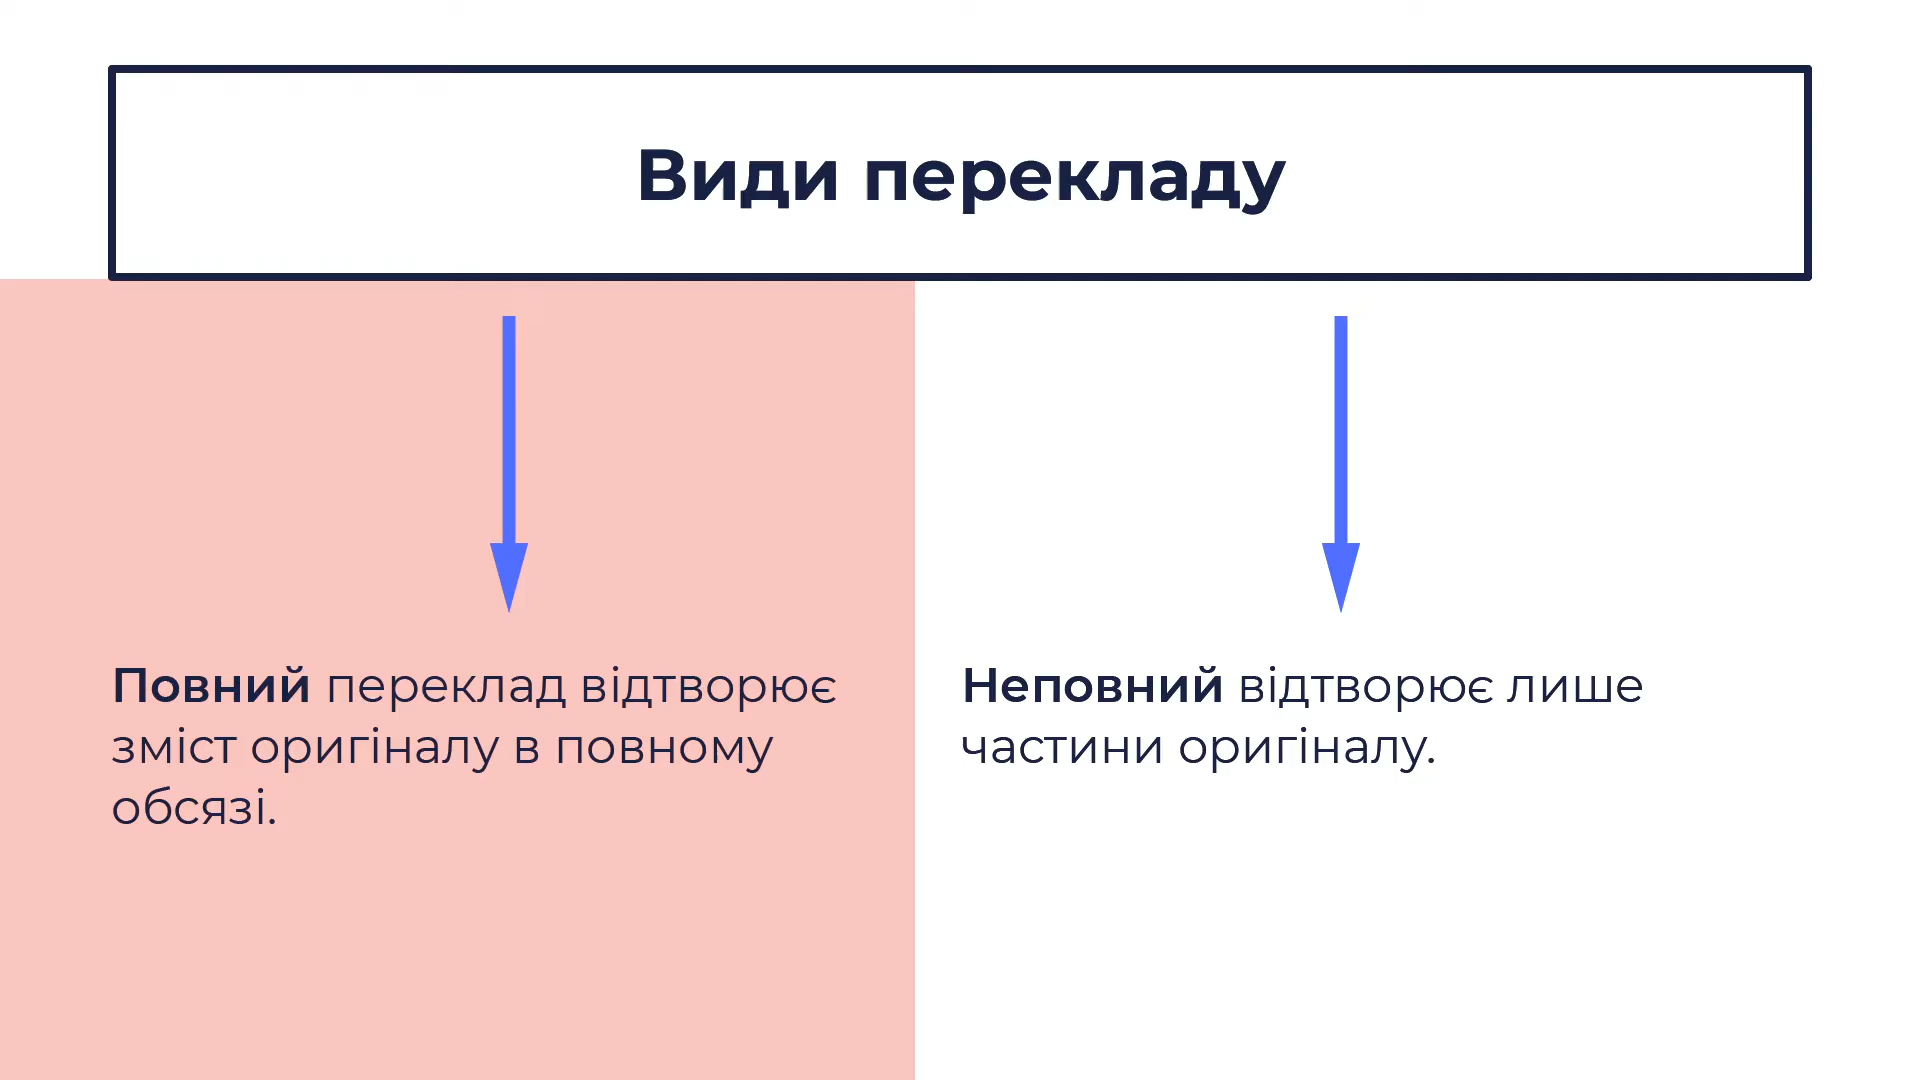 Види перекладу
Повний переклад відтворює
зміст оригіналу в повному
обсязі.
Неповний відтворює лише
частини оригіналу.